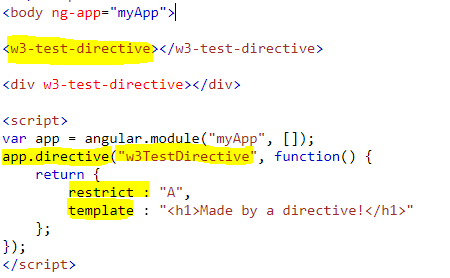 <body ng-app="myApp">
<w3-test-directive></w3-test-directive>
<div w3-test-directive></div>
<script>
var app = angular.module("myApp", []);
app.directive("w3TestDirective", function() {
    return {
        restrict : "A",
        template : "<h1>Made by a directive!</h1>"
    };
});
</script>